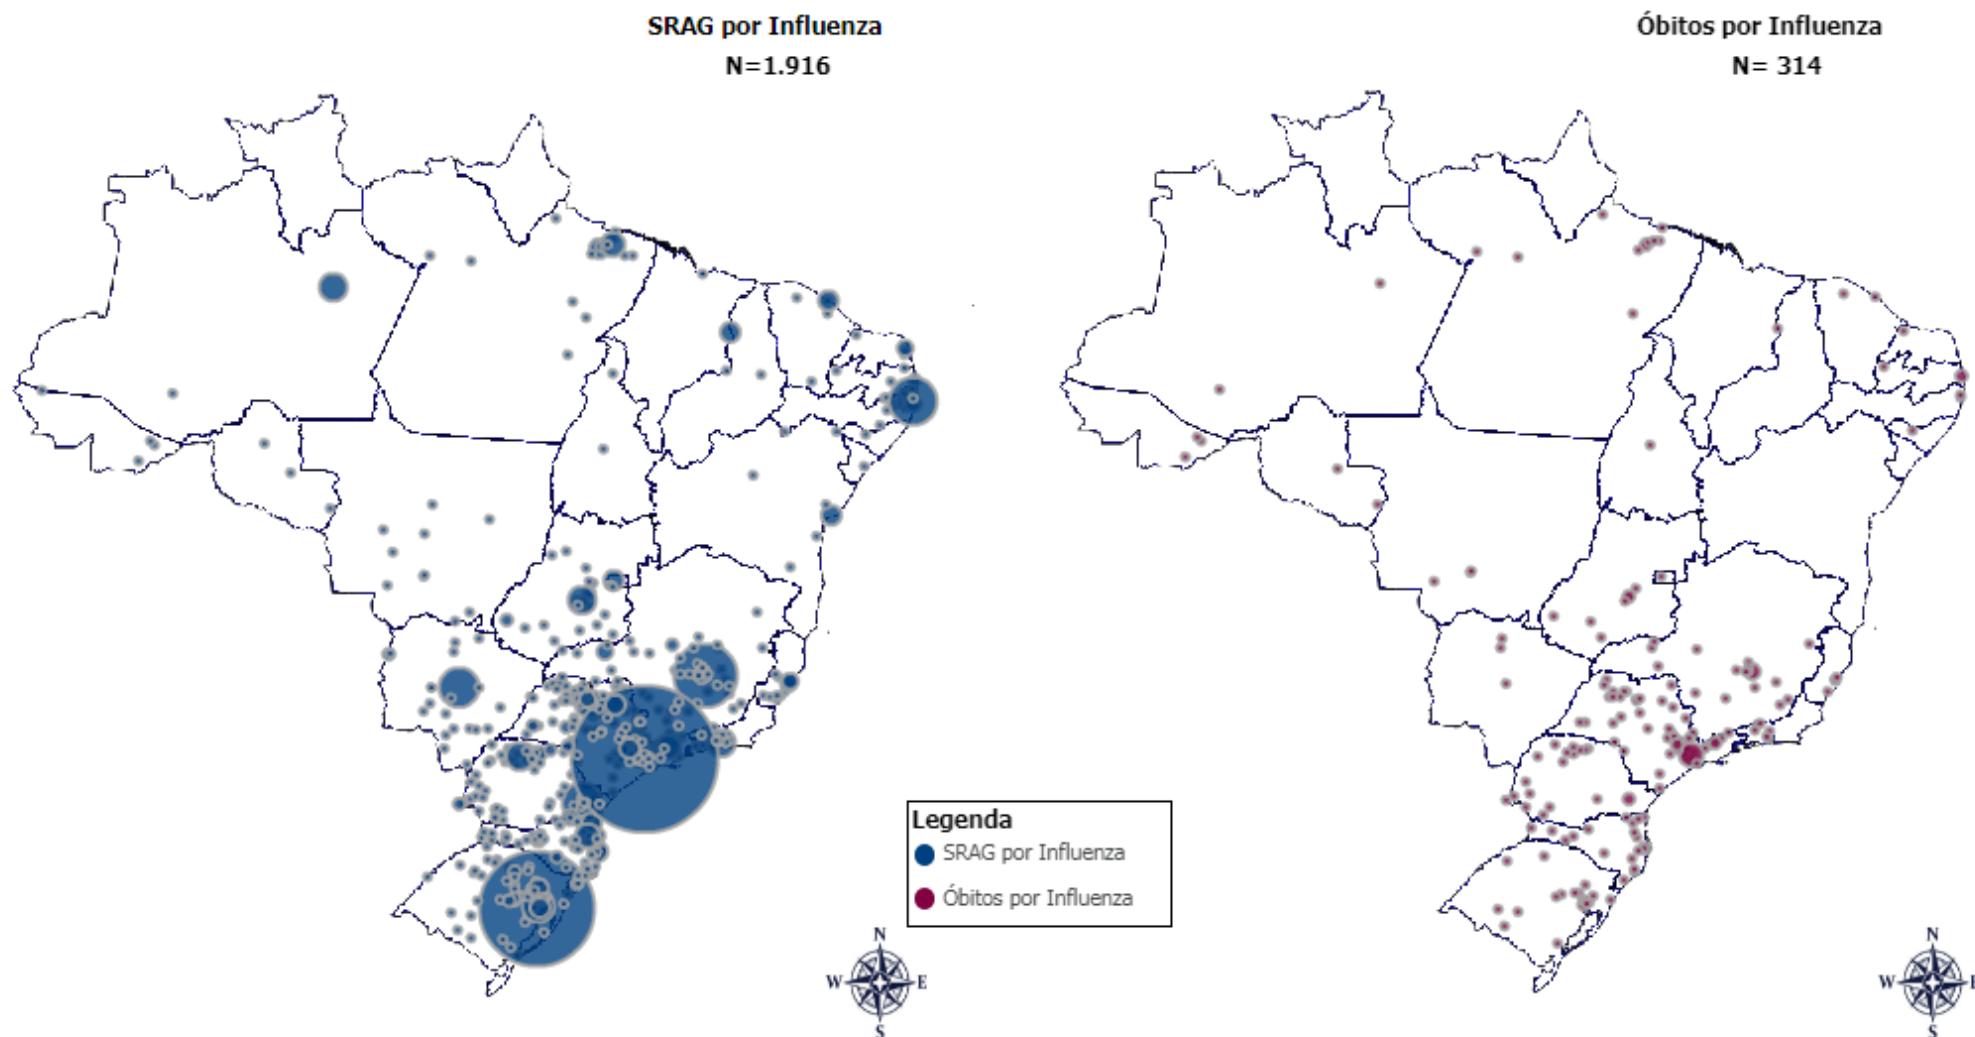 SRAG por Influenza
N=1.916
Óbitos por Influenza
N= 314
Legenda
SRAG por Influenza
Óbitos por Influenza
N
W E
S
N
W E
S